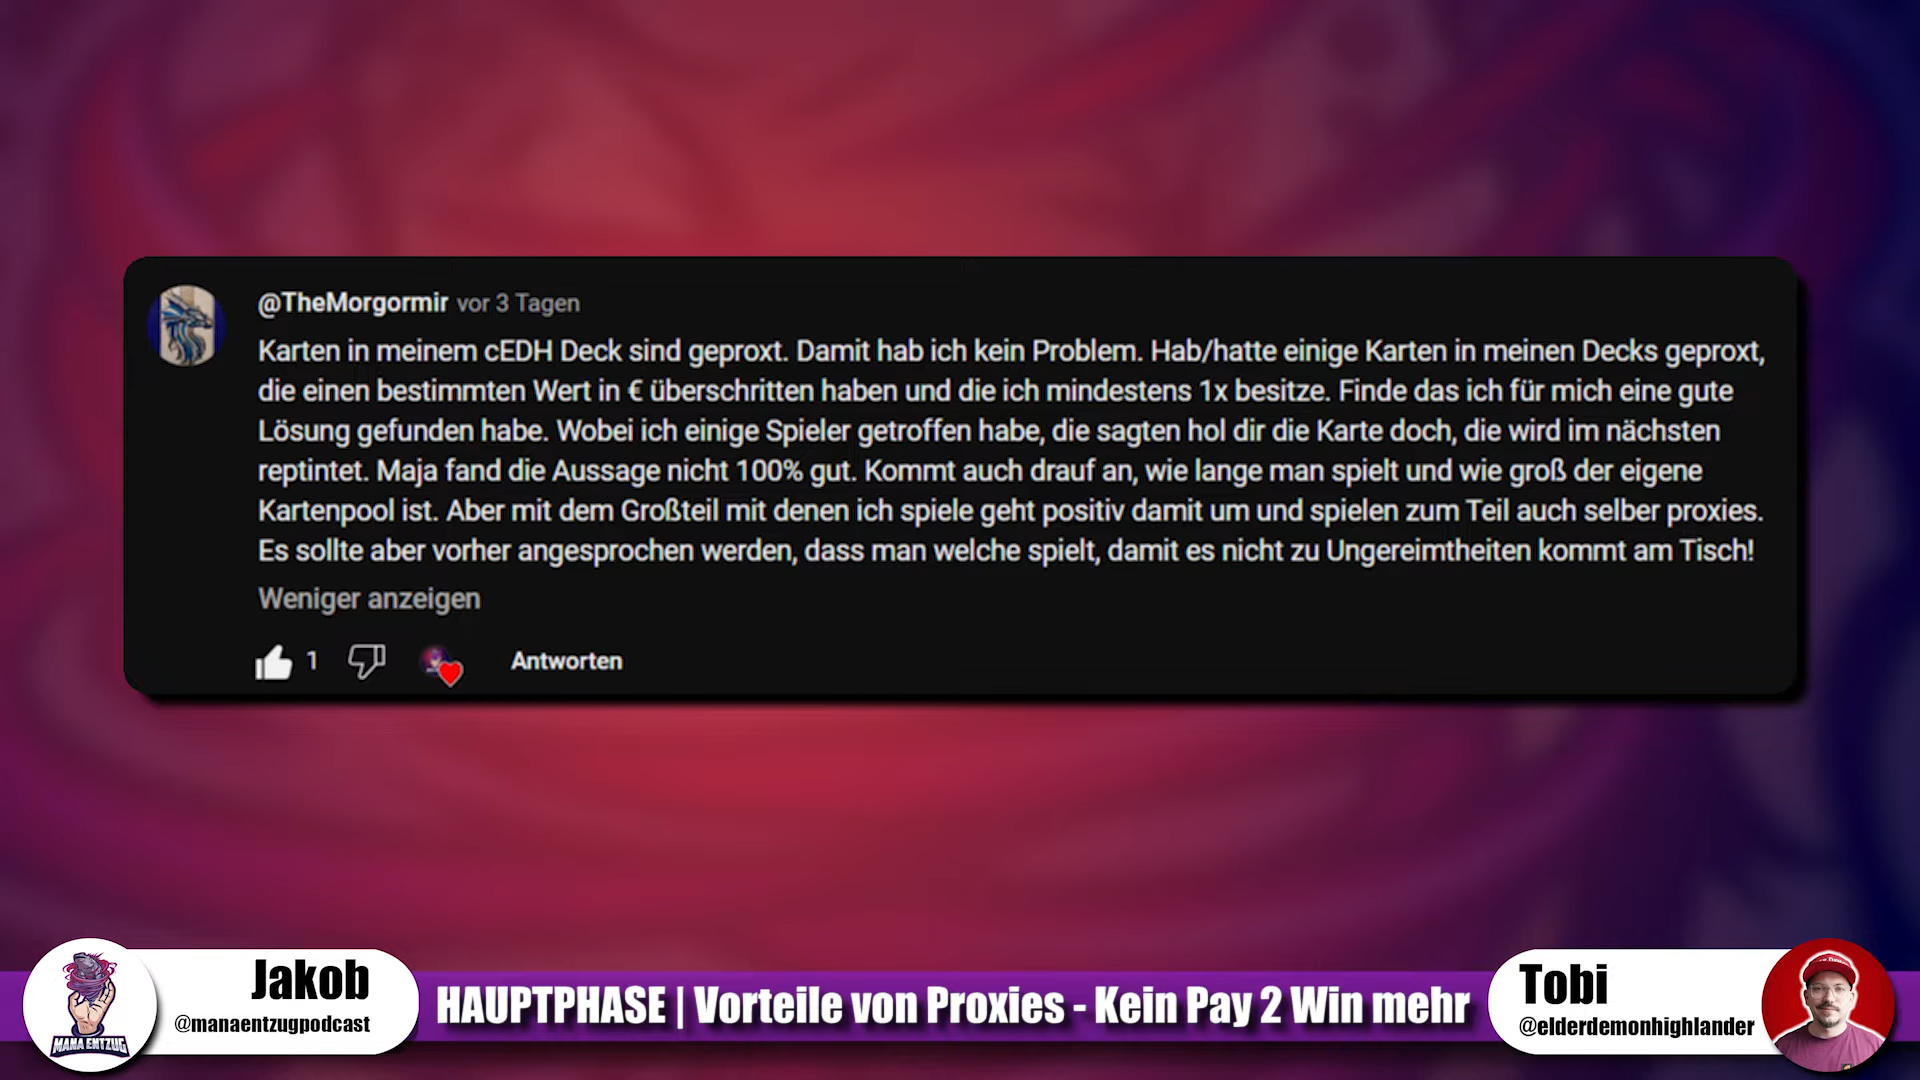 @TheMorgormir vor 3 Tagen
Karten in meinem cEDH Deck sind geproxt. Damit hab ich kein Problem. Hab/hatte einige Karten in meinen Decks geproxt,
die einen bestimmten Wert in € überschritten haben und die ich mindestens 1x besitze. Finde das ich für mich eine gute
Lösung gefunden habe. Wobei ich einige Spieler getroffen habe, die sagten hol dir die Karte doch, die wird im nächsten
reptintet. Maja fand die Aussage nicht 100% gut. Kommt auch drauf an, wie lange man spielt und wie groß der eigene
Kartenpool ist. Aber mit dem Großteil mit denen ich spiele geht positiv damit um und spielen zum Teil auch selber proxies.
Es sollte aber vorher angesprochen werden, dass man welche spielt, damit es nicht zu Ungereimtheiten kommt am Tisch!
Weniger anzeigen
1 Antworten
MANA ENTZUG
Jakob
@manaentzugpodcast
HAUPTPHASE | Vorteile von Proxies - Kein Pay 2 Win mehr
Tobi
@elderdemonhighlander